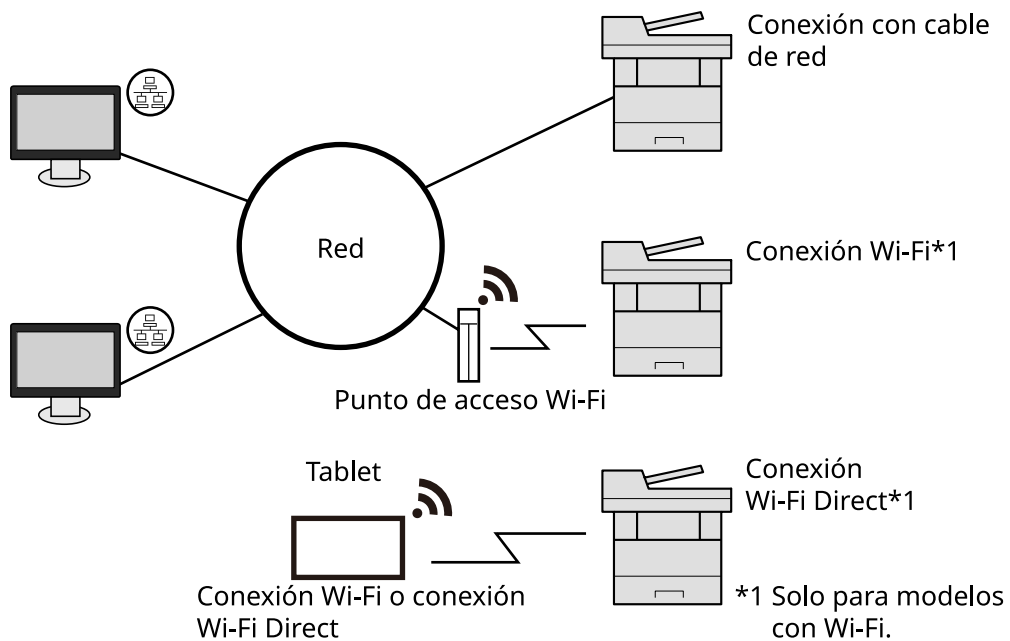 Conexión con cable
de red
Red
Conexión Wi-Fi*1
Punto de acceso Wi-Fi
Tablet
Conexión
Wi-Fi Direct*1
Conexión Wi-Fi o conexión
Wi-Fi Direct
*1 Solo para modelos
con Wi-Fi.